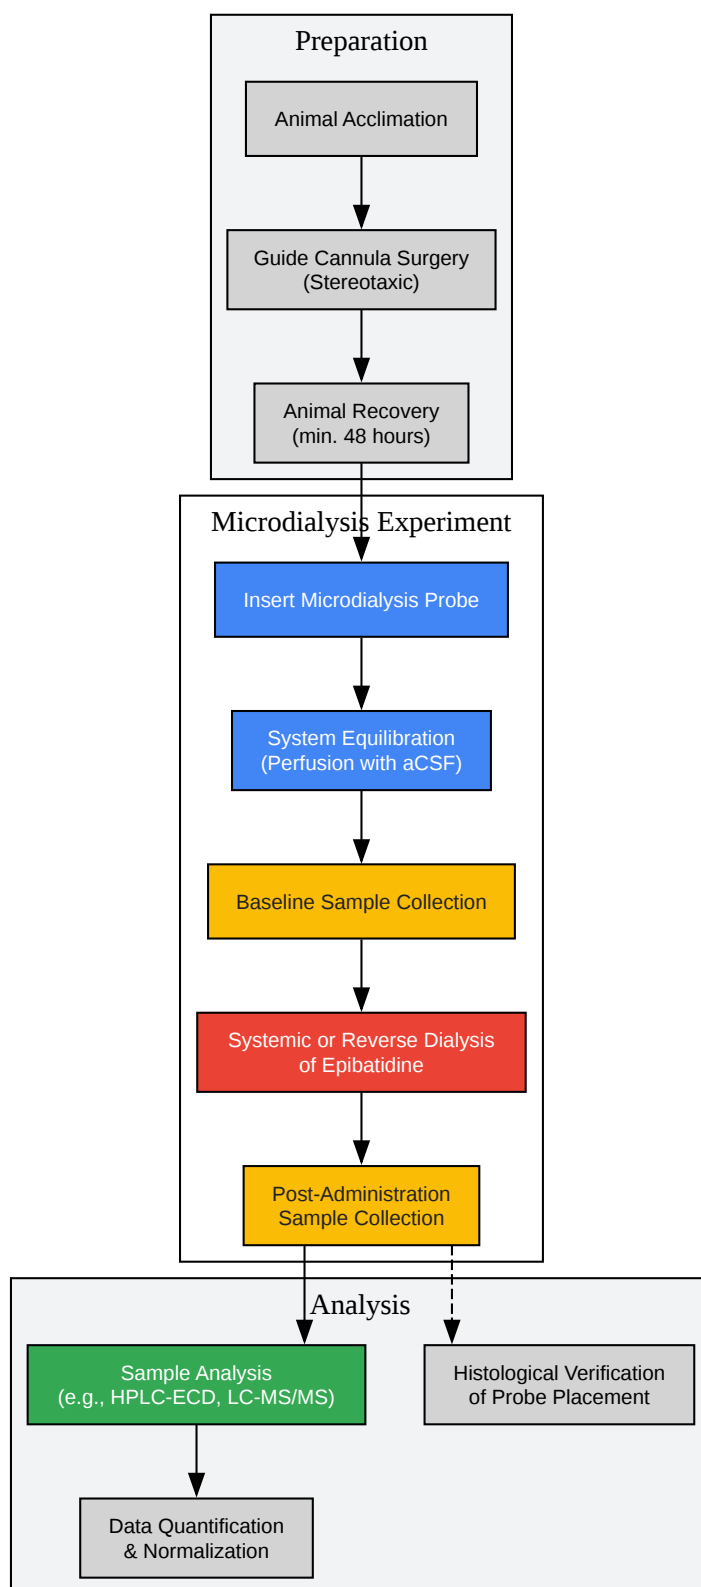 Preparation
Animal Acclimation
Guide Cannula Surgery
(Stereotaxic)
Animal Recovery
(min. 48 hours)
Microdialysis Experiment
Insert Microdialysis Probe
System Equilibration
(Perfusion with aCSF)
Baseline Sample Collection
Systemic or Reverse Dialysis
of Epibatidine
Post-Administration
Sample Collection
Analysis
Sample Analysis
(e.g., HPLC-ECD, LC-MS/MS)
Histological Verification
of Probe Placement
Data Quantification
& Normalization